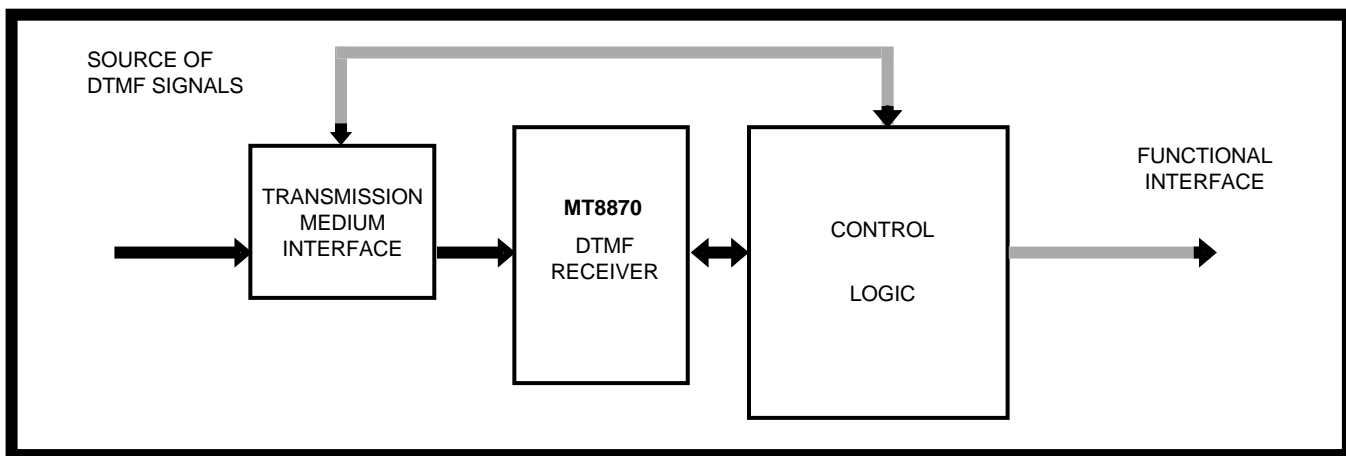 SOURCE OF
DTMF SIGNALS
TRANSMISSION
MEDIUM
INTERFACE
MT8870
DTMF
RECEIVER
CONTROL
LOGIC
FUNCTIONAL
INTERFACE